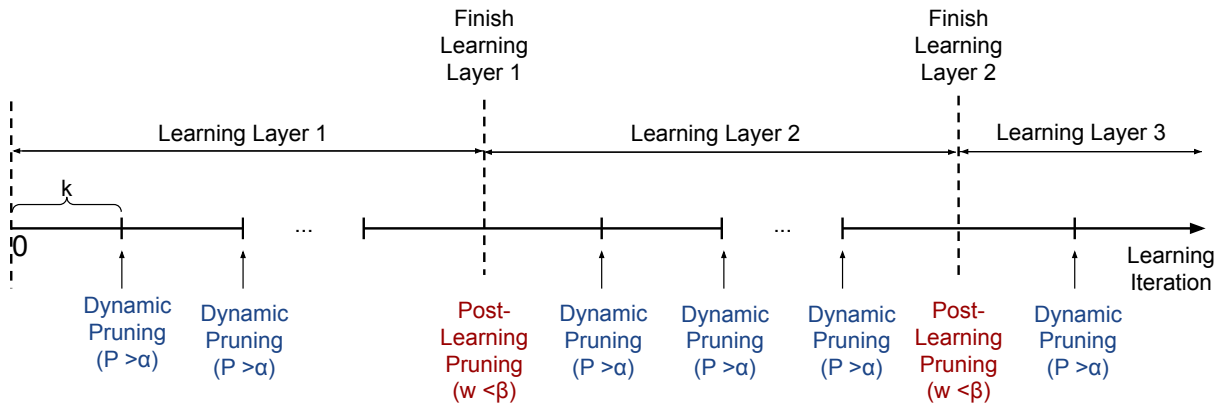 Finish
Learning
Layer 1
Finish
Learning
Layer 2
Learning Layer 1
Learning Layer 2
Learning Layer 3
k
0
...
...
Learning
Iteration
Dynamic
Pruning
(P >α)
Dynamic
Pruning
(P >α)
Post-
Learning
Pruning
(w <β)
Dynamic
Pruning
(P >α)
Dynamic
Pruning
(P >α)
Dynamic
Pruning
(P >α)
Post-
Learning
Pruning
(w <β)
Dynamic
Pruning
(P >α)